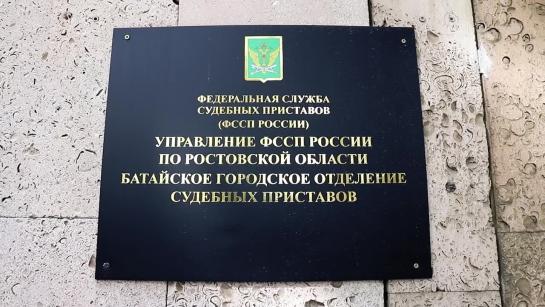 ФЕДЕРАЛЬНАЯ СЛУЖБА
СУДЕБНЫХ ПРИСТАВОВ
(ФССП РОССИИ)
УПРАВЛЕНИЕ ФССП РОССИИ
ПО РОСТОВСКОЙ ОБЛАСТИ
БАТАЙСКОЕ ГОРОДСКОЕ ОТДЕЛЕНИЕ
СУДЕБНЫХ ПРИСТАВОВ